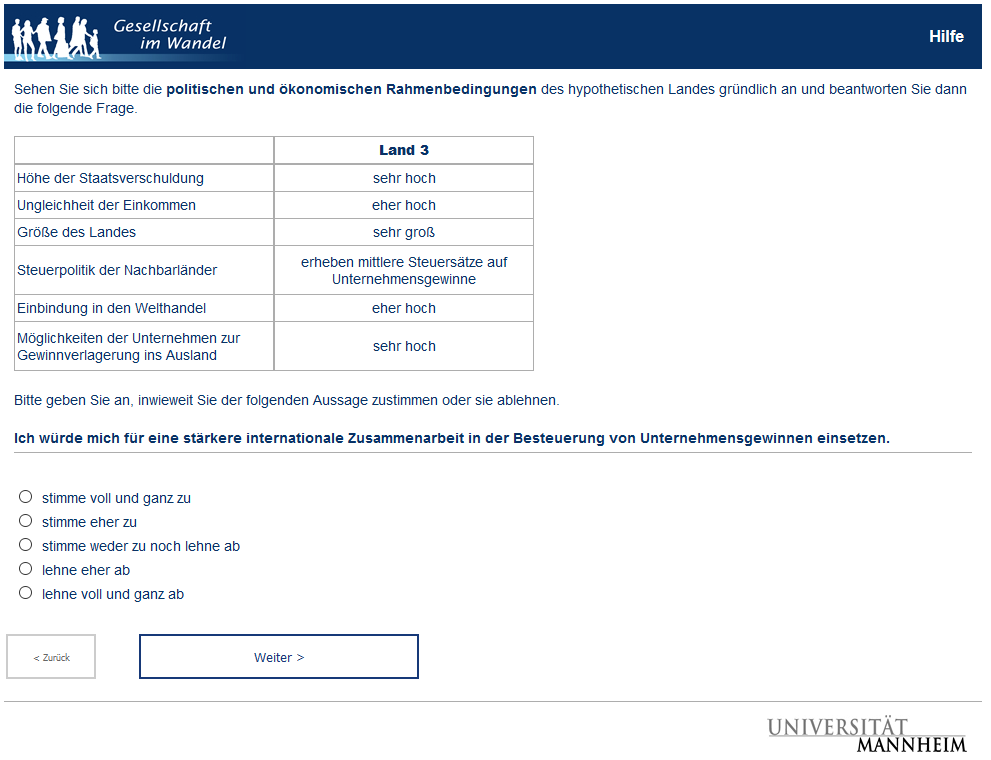 Gesellschaft
im Wandel
Hilfe
Sehen Sie sich bitte die politischen und ökonomischen Rahmenbedingungen des hypothetischen Landes gründlich an und beantworten Sie dann
die folgende Frage.
Land 3
Höhe der Staatsverschuldung sehr hoch
Ungleichheit der Einkommen eher hoch
Größe des Landes sehr groß
Steuerpolitik der Nachbarländer erheben mittlere Steuersätze auf
Unternehmensgewinne
Einbindung in den Welthandel eher hoch
Möglichkeiten der Unternehmen zur
Gewinnverlagerung ins Ausland sehr hoch
Bitte geben Sie an, inwieweit Sie der folgenden Aussage zustimmen oder sie ablehnen.
Ich würde mich für eine stärkere internationale Zusammenarbeit in der Besteuerung von Unternehmensgewinnen einsetzen.
stimme voll und ganz zu
stimme eher zu
stimme weder zu noch lehne ab
lehne eher ab
lehne voll und ganz ab
< Zurück
Weiter >
UNIVERSITÄT
MANNHEIM